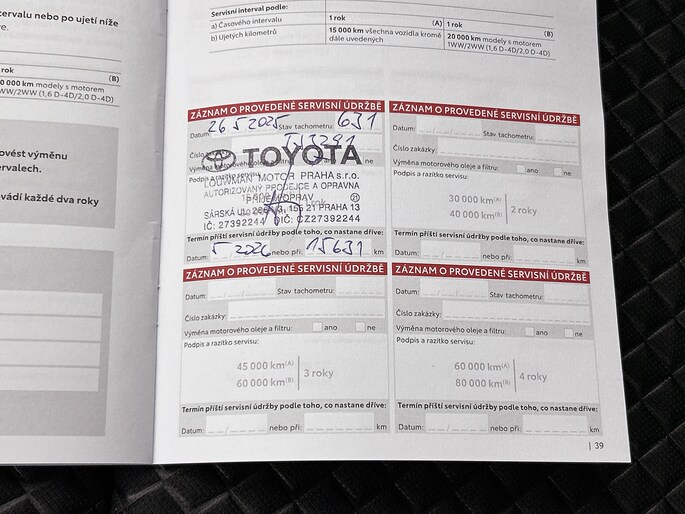 ervalu nebo po ujetí níže
e.
rok
(B)
0 000 km modely s motorem
WW/2WW (1,6 D-4D/2,0 D-4D)
ovést výměnu
ervalech.
vádí každé dva roky
Servisní interval podle:
a) Časového intervalu
1 rok
(A)
1 rok
(B)
b) Ujetých kilometrů
15 000 km všechna vozidla kromě
dále uvedených
20 000 km modely s motorem
1WW/2WW (1,6 D-4D/2,0 D-4D)
ZÁZNAM O PROVEDENÉ SERVISNÍ ÚDRŽBĚ
Datum: 26 5 2025 Stav tachometru: 631
Číslo
Výměna
TOYOTA
Podpis a razítko servisu:
LOUWMAN MOTOR PRAHA s.r.o.
AUTORIZOVANÝ PRODEJCE A OPRAVNA
PŘÍJEM OPRAV
SÁRSKÁ 156 21 PRAHA 13
IČ: 27392244 DIČ: CZ27392244
rok
Termín příští servisní údržby podle toho, co nastane dříve:
Datum: 5 / 2026 nebo při: 15631 km
ZÁZNAM O PROVEDENÉ SERVISNÍ ÚDRŽBĚ
Datum: Stav tachometru:
Číslo zakázky:
Výměna motorového oleje a filtru: ano ne
Podpis a razítko servisu:
30 000 km(A)
40 000 km(B)
2 roky
Termín příští servisní údržby podle toho, co nastane dříve:
Datum: / nebo při: km
ZÁZNAM O PROVEDENÉ SERVISNÍ ÚDRŽBĚ
Datum: Stav tachometru:
Číslo zakázky:
Výměna motorového oleje a filtru: ano ne
Podpis a razítko servisu:
45 000 km(A)
60 000 km(B)
3 roky
Termín příští servisní údržby podle toho, co nastane dříve:
Datum: / nebo při: km
ZÁZNAM O PROVEDENÉ SERVISNÍ ÚDRŽBĚ
Datum: Stav tachometru:
Číslo zakázky:
Výměna motorového oleje a filtru: ano ne
Podpis a razítko servisu:
60 000 km(A)
80 000 km(B)
4 roky
Termín příští servisní údržby podle toho, co nastane dříve:
Datum: / nebo při: km
| 39